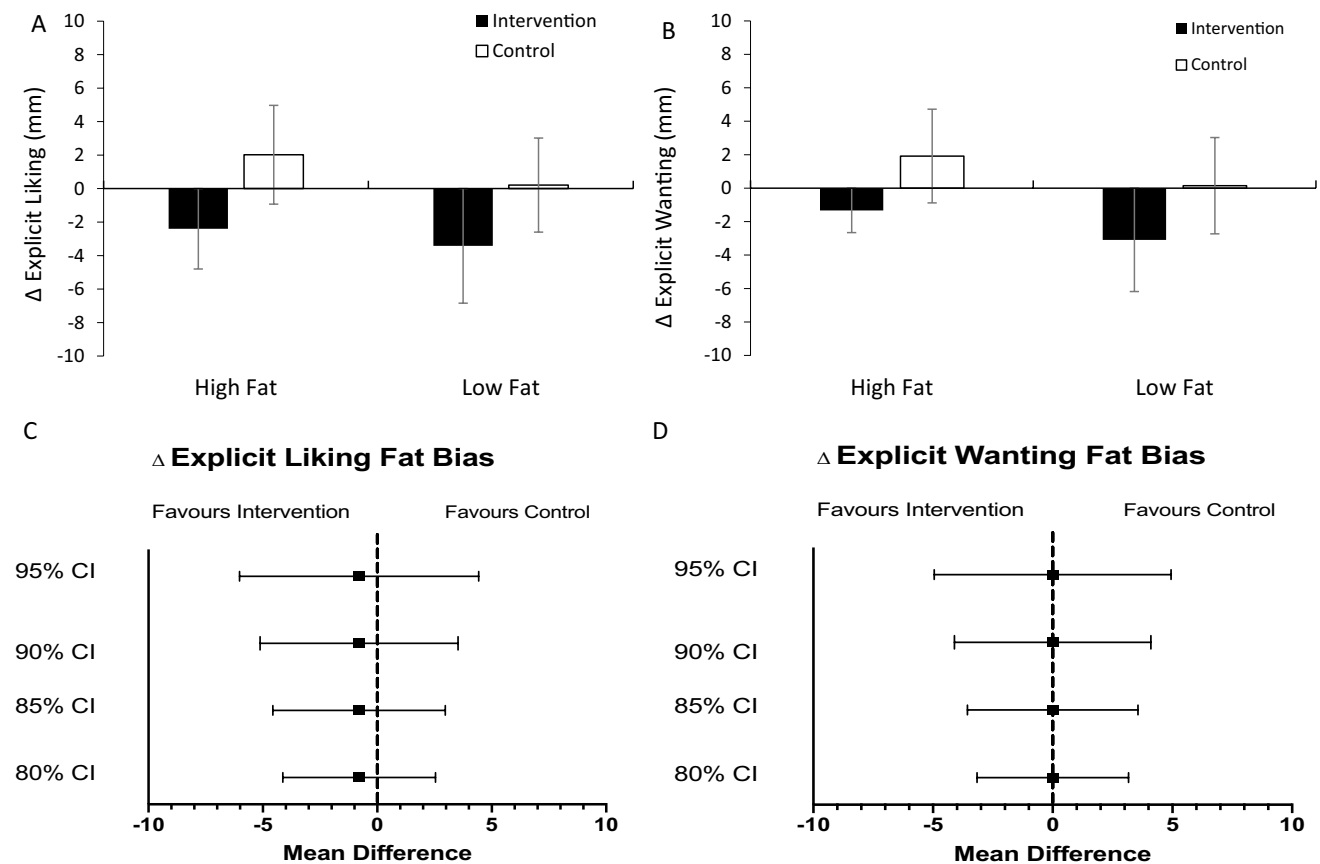 A
Intervention
Control
Δ Explicit Liking (mm)
10
8
6
4
2
0
-2
-4
-6
-8
-10
High Fat
Low Fat
B
Intervention
Control
Δ Explicit Wanting (mm)
10
8
6
4
2
0
-2
-4
-6
-8
-10
High Fat
Low Fat
C
Δ Explicit Liking Fat Bias
Favours Intervention
Favours Control
95% CI
90% CI
85% CI
80% CI
-10
-5
0
5
10
Mean Difference
D
Δ Explicit Wanting Fat Bias
Favours Intervention
Favours Control
95% CI
90% CI
85% CI
80% CI
-10
-5
0
5
10
Mean Difference